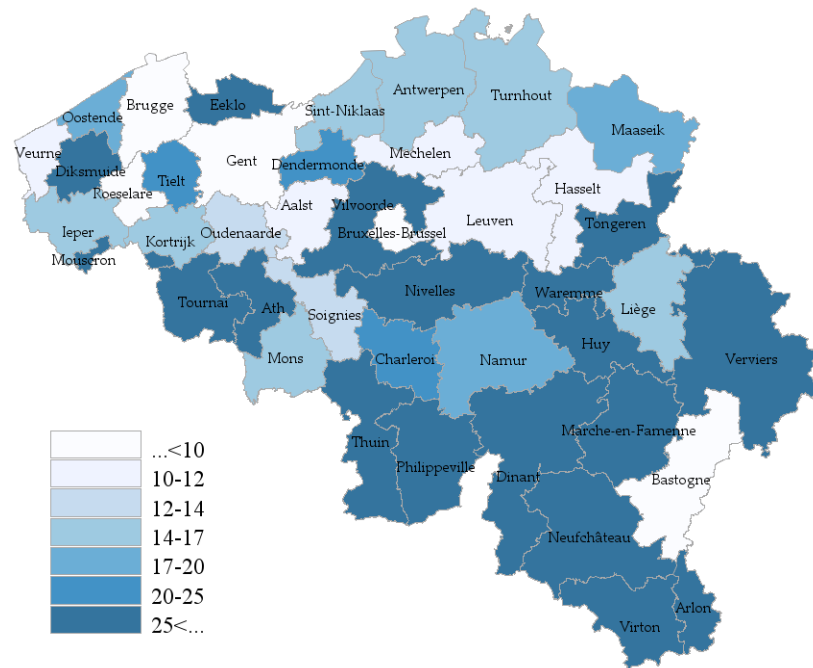 Antwerpen
Turnhout
Brugge
Eeklo
Sint-Niklaas
Oostende
Maaseik
Veurne
Mechelen
Gent
Dendermonde
Diksmuide
Tielt
Hasselt
Roeselare
Aalst
Vilvoorde
Leuven
Tongeren
Ieper
Kortrijk
Oudenaarde
Bruxelles-Brussel
Mouscron
Nivelles
Waremme
Tournai
Ath
Soignies
Liège
Mons
Charleroi
Namur
Huy
Verviers
Marche-en-Famenne
Thuin
Philippeville
Dinant
Bastogne
Neufchâteau
Arlon
Virton
...<10
10-12
12-14
14-17
17-20
20-25
25<...